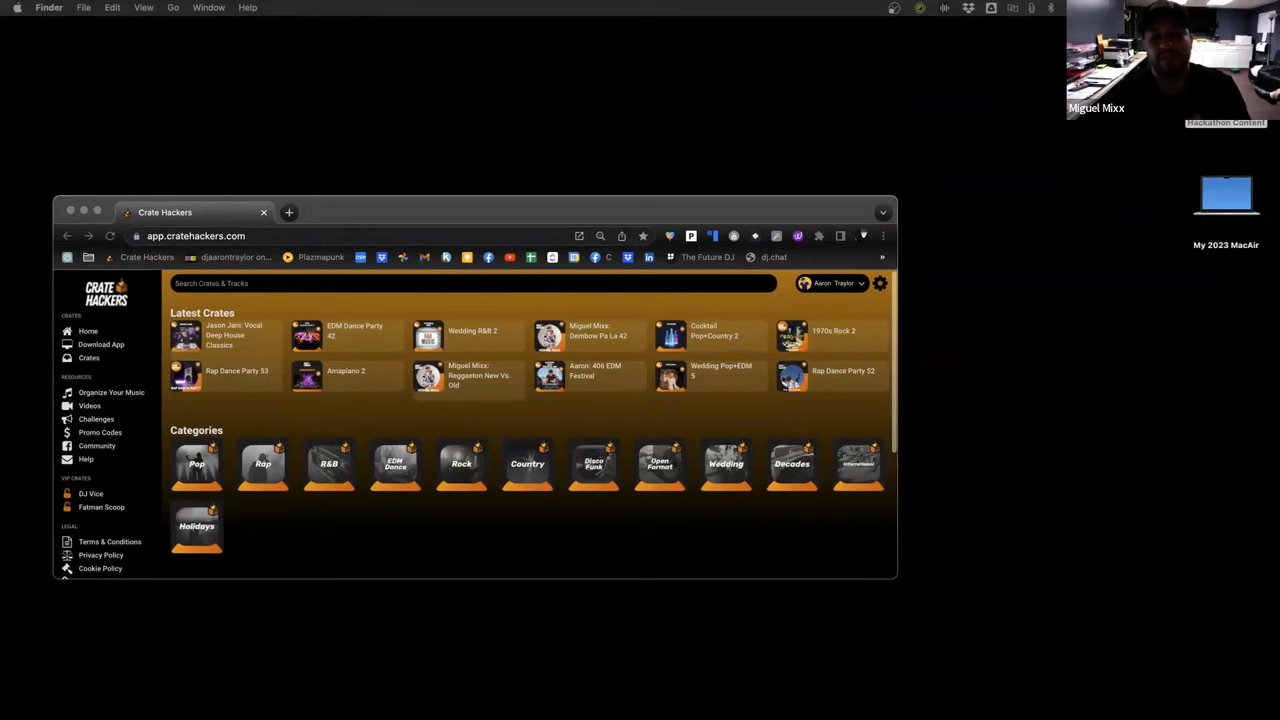 Finder File Edit View Go Window Help
Miguel Mixx
Hackathon Content
My 2023 MacAir
Crate Hackers
app.cratehackers.com
Crate Hackers
djaarontraylor on...
Plazmapunk
C
The Future DJ
dj.chat
»
CRATE
HACKERS
Search Crates & Tracks
Aaron Traylor
CRATES
Home
Download App
Crates
RESOURCES
Organize Your Music
Videos
Challenges
Promo Codes
Community
Help
VIP CRATES
DJ Vice
Fatman Scoop
LEGAL
Terms & Conditions
Privacy Policy
Cookie Policy
Latest Crates
Jason Jani: Vocal
Deep House
Classics
EDM Dance Party
42
Wedding R&B 2
Miguel Mixx:
Dembow Pa La 42
Cocktail
Pop+Country 2
1970s Rock 2
Rap Dance Party 53
Amapiano 2
Miguel Mixx:
Reggaeton New Vs.
Old
Aaron: 406 EDM
Festival
Wedding Pop+EDM
5
Rap Dance Party 52
Categories
Pop
Rap
R&B
EDM
Dance
Rock
Country
Disco
Funk
Open
Format
Wedding
Decades
International
Holidays